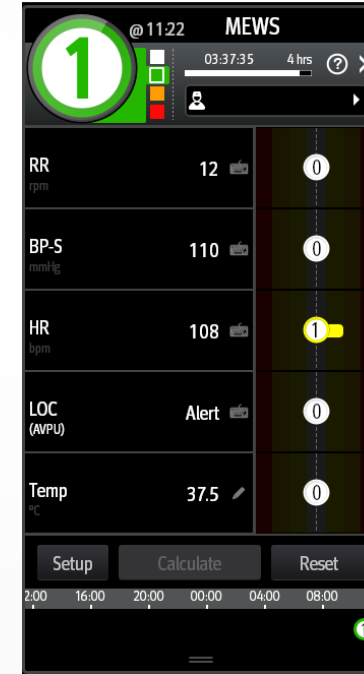 1 @ 11:22 MEWS
03:37:35 4 hrs ?
RR 12 0
rpm
BP-S 110 0
mmHg
HR 108 1
bpm
LOC Alert 0
(AVPU)
Temp 37.5 0
°C
Setup Calculate Reset
2:00 16:00 20:00 00:00 04:00 08:00
1